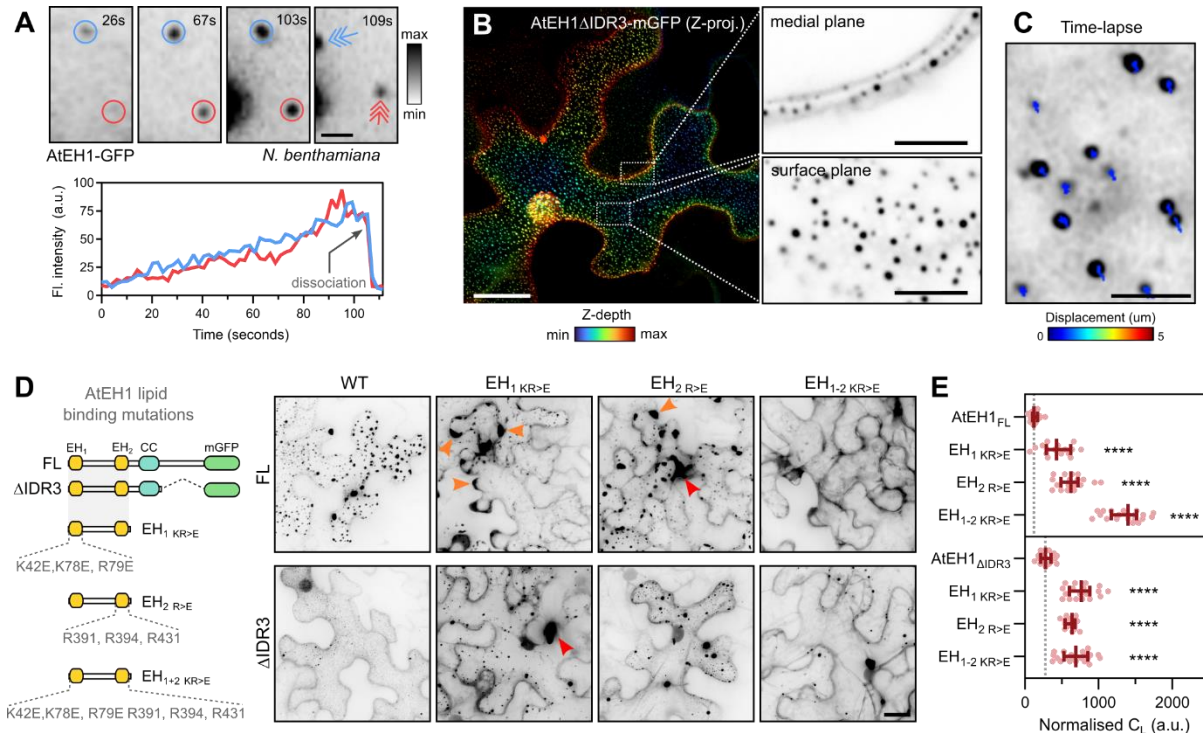 A
26s
67s
103s
109s
max
min
AtEH1-GFP
N. benthamiana
Fl. intensity (a.u.)
100
75
50
25
0
dissociation
0 20 40 60 80 100
Time (seconds)
B
AtEH1ΔIDR3-mGFP (Z-proj.)
medial plane
surface plane
Z-depth
min max
C
Time-lapse
Displacement (um)
0 5
D
AtEH1 lipid
binding mutations
EH1 EH2 CC mGFP
FL
ΔIDR3
EH1 KR>E
K42E,K78E, R79E
EH2 R>E
R391, R394, R431
EH1+2 KR>E
K42E,K78E, R79E R391, R394, R431
WT
EH1 KR>E
EH2 R>E
EH1-2 KR>E
FL
ΔIDR3
E
AtEH1FL
EH1 KR>E
****
EH2 R>E
****
EH1-2 KR>E
****
AtEH1ΔIDR3
EH1 KR>E
****
EH2 R>E
****
EH1-2 KR>E
****
0 1000 2000
Normalised CL (a.u.)